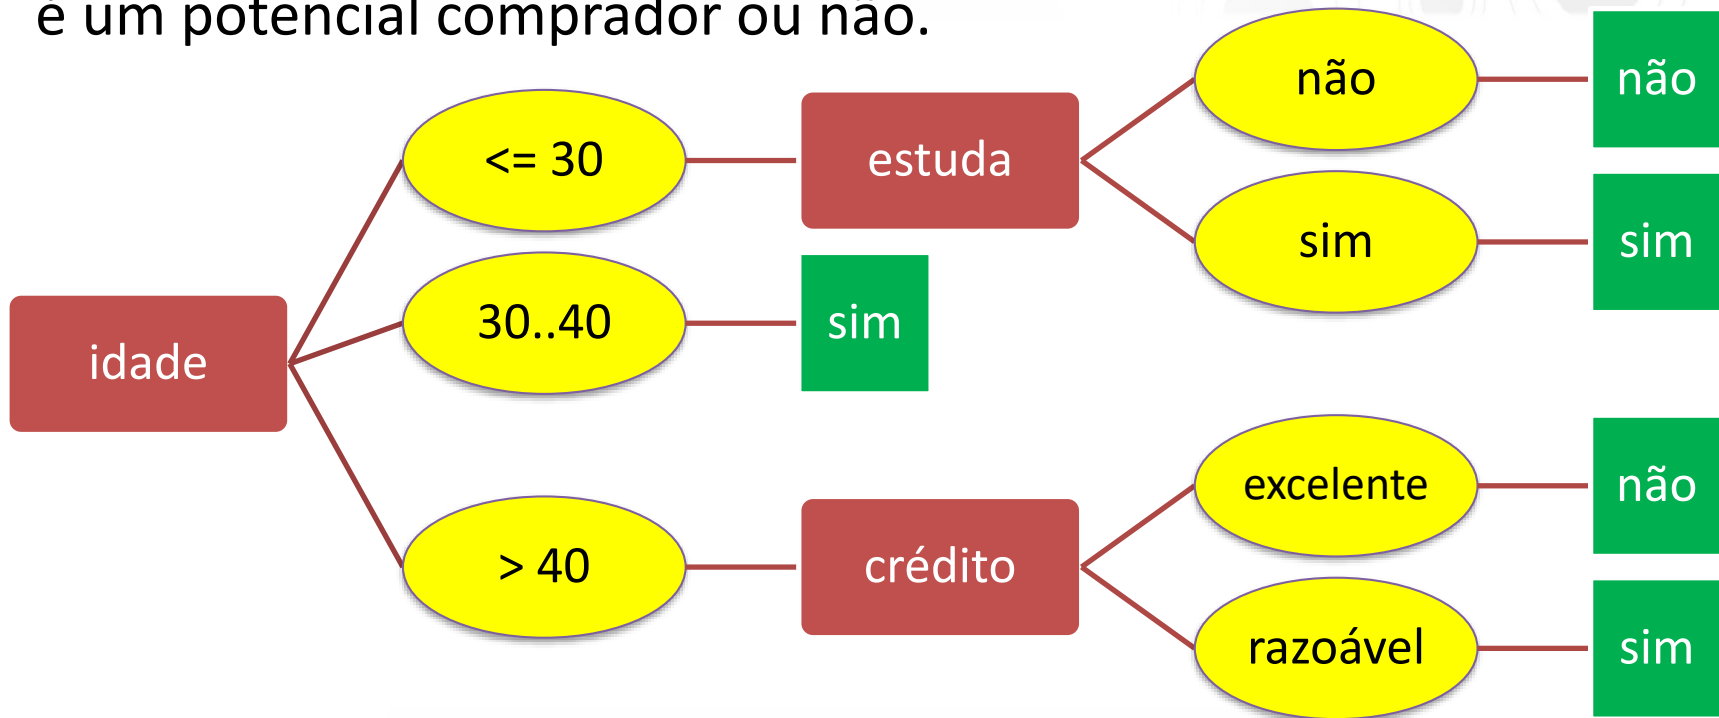 é um potencial comprador ou não.
idade
<= 30
estuda
não
não
sim
sim
30..40
sim
> 40
crédito
excelente
não
razoável
sim